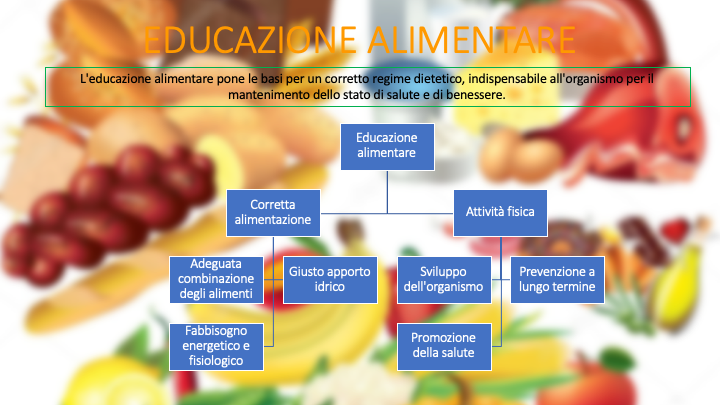 EDUCAZIONE ALIMENTARE
L'educazione alimentare pone le basi per un corretto regime dietetico, indispensabile all'organismo per il
mantenimento dello stato di salute e di benessere.
Educazione
alimentare
Corretta
alimentazione
Attività fisica
Adeguata
combinazione
degli alimenti
Giusto apporto
idrico
Sviluppo
dell'organismo
Prevenzione a
lungo termine
Fabbisogno
energetico e
fisiologico
Promozione
della salute